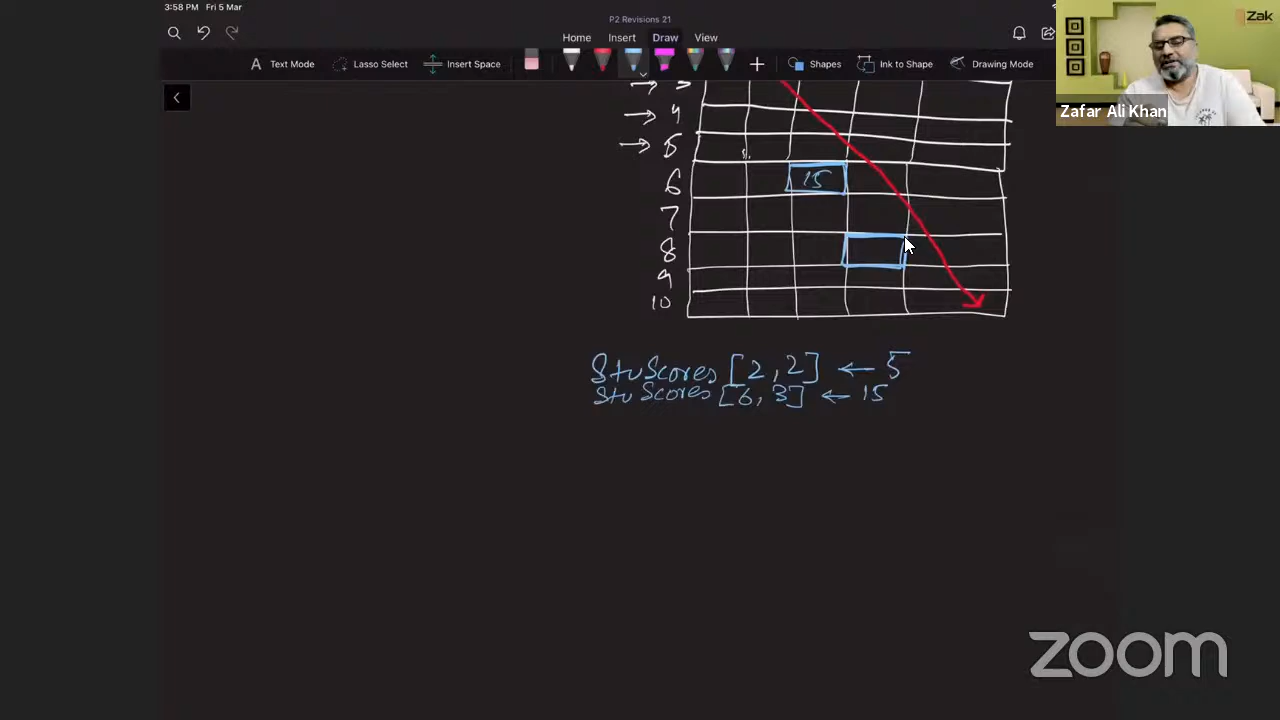 3:58 PM Fri 5 Mar
P2 Revisions 21
Home Insert Draw View
Text Mode Lasso Select Insert Space Shapes Ink to Shape Drawing Mode
Zak
Zafar Ali Khan
→ 4
→ 5
6 15
7
8
9
10
StuScores [2,2] ← 5
StuScores [6,3] ← 15
zoom